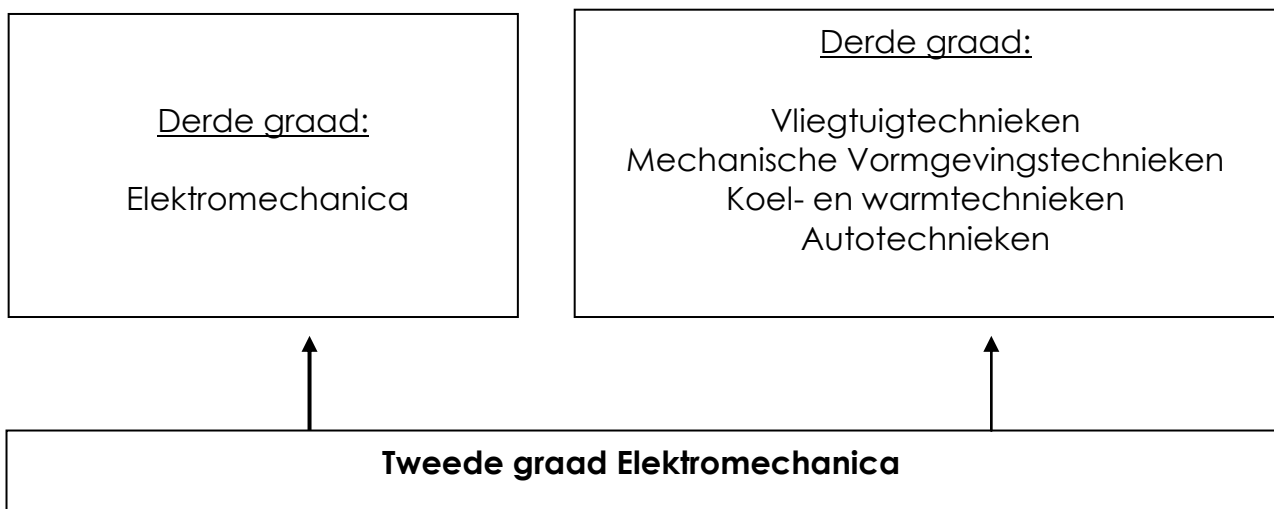 Derde graad:
Elektromechanica
Derde graad:
Vliegtuigtechnieken
Mechanische Vormgevingstechnieken
Koel- en warmtechnieken
Autotechnieken
Tweede graad Elektromechanica